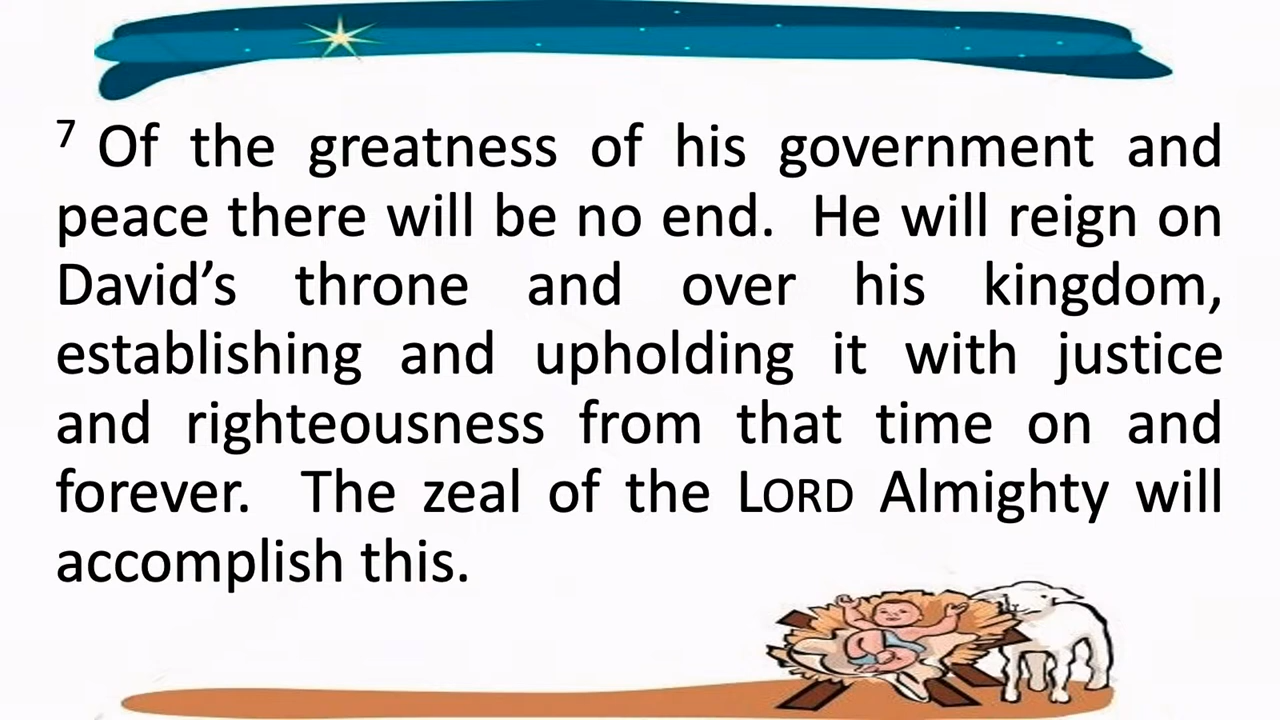 7 Of the greatness of his government and
peace there will be no end.  He will reign on
David’s throne and over his kingdom,
establishing and upholding it with justice
and righteousness from that time on and
forever.  The zeal of the LORD Almighty will
accomplish this.